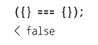 ({} === {});
< false